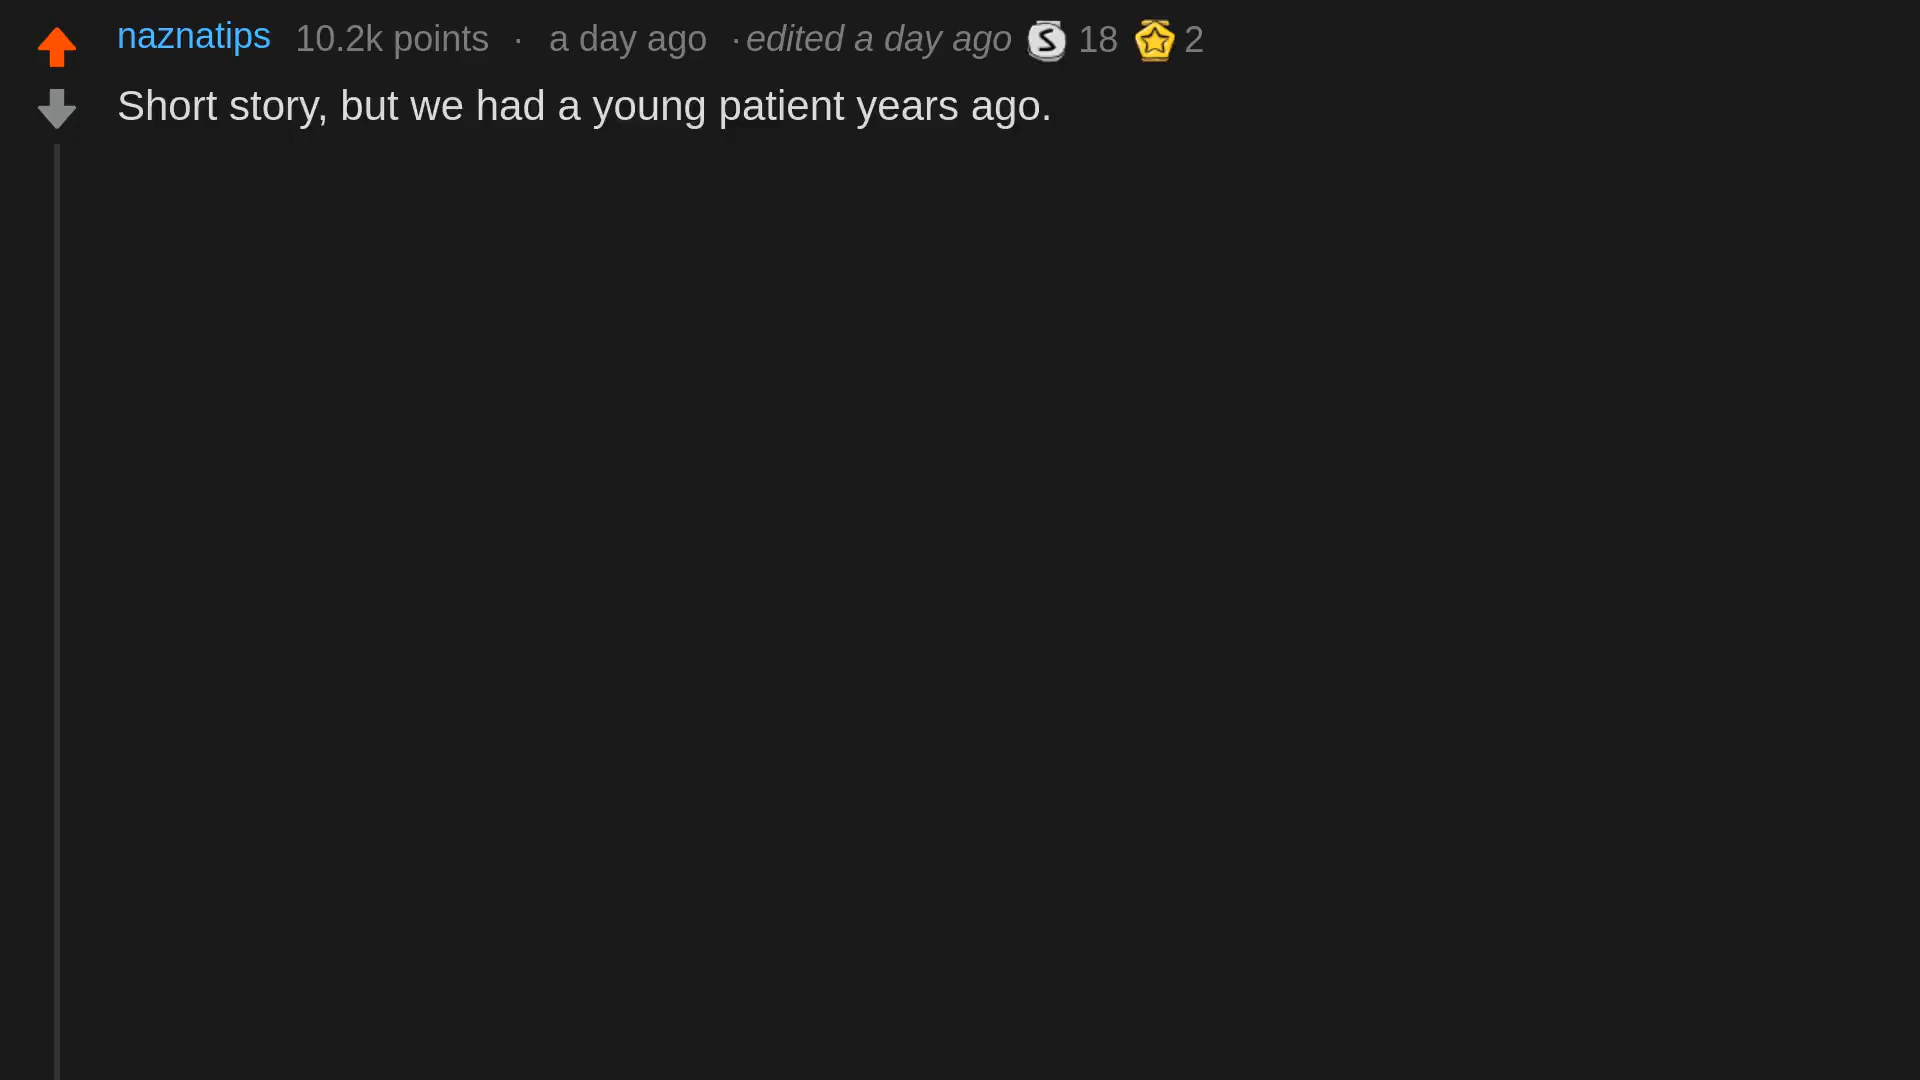 naznatips 10.2k points · a day ago · edited a day ago S 18 2
Short story, but we had a young patient years ago.